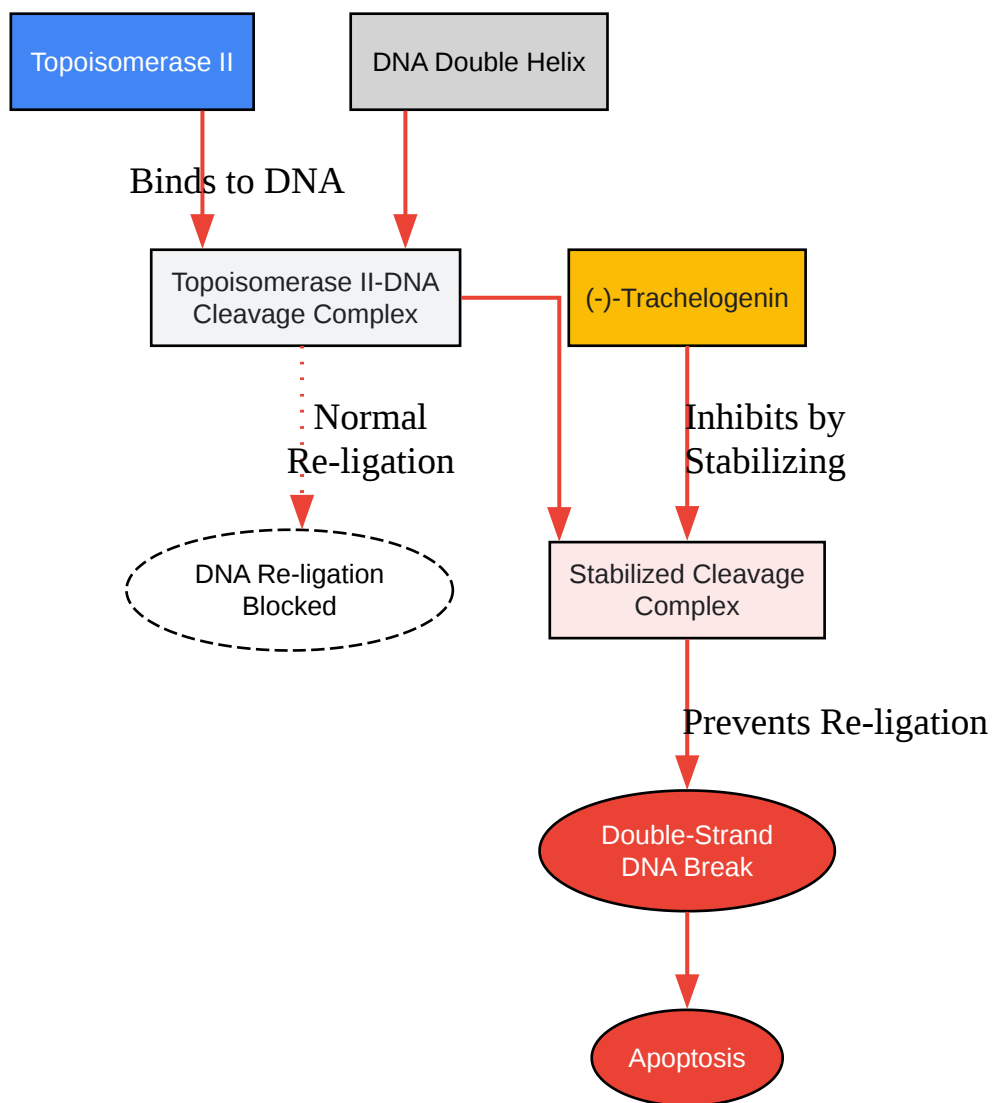 Topoisomerase II
DNA Double Helix
Binds to DNA
Topoisomerase II-DNA
Cleavage Complex
(-)-Trachelogenin
Normal
Re-ligation
Inhibits by
Stabilizing
DNA Re-ligation
Blocked
Stabilized Cleavage
Complex
Prevents Re-ligation
Double-Strand
DNA Break
Apoptosis